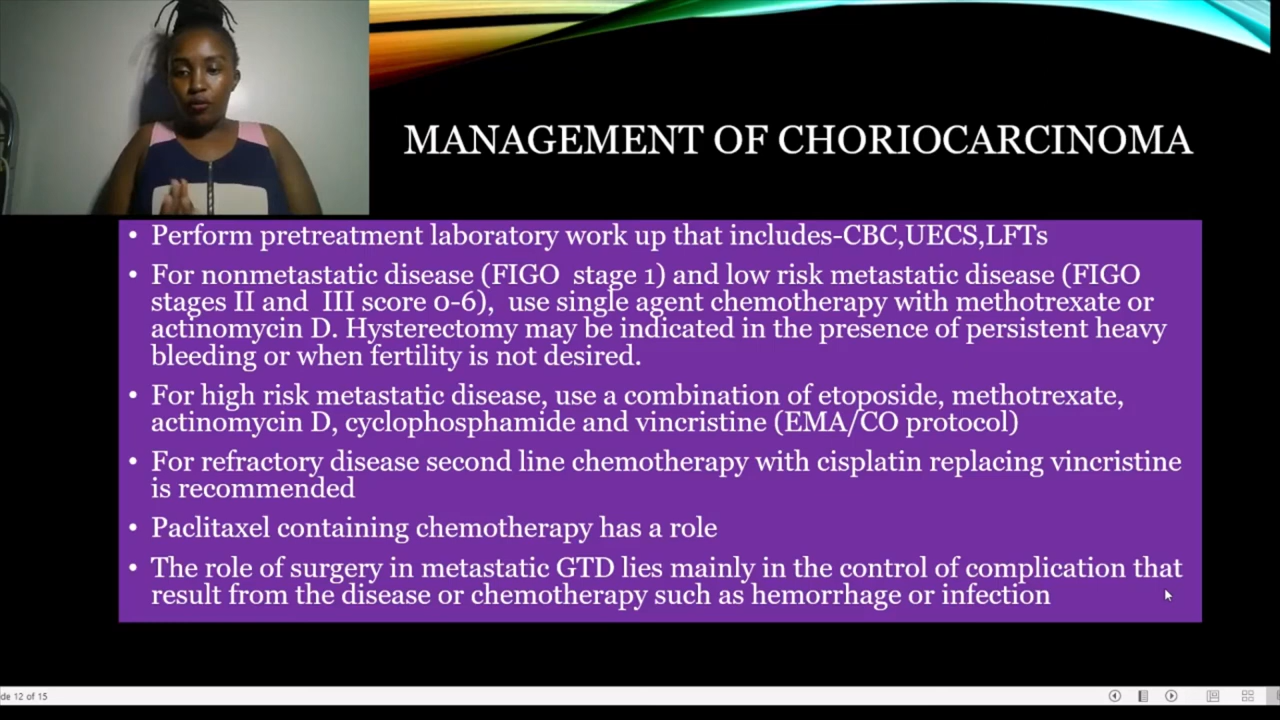 MANAGEMENT OF CHORIOCARCINOMA
• Perform pretreatment laboratory work up that includes-CBC,UECS,LFTs
• For nonmetastatic disease (FIGO stage 1) and low risk metastatic disease (FIGO
stages II and III score 0-6), use single agent chemotherapy with methotrexate or
actinomycin D. Hysterectomy may be indicated in the presence of persistent heavy
bleeding or when fertility is not desired.
• For high risk metastatic disease, use a combination of etoposide, methotrexate,
actinomycin D, cyclophosphamide and vincristine (EMA/CO protocol)
• For refractory disease second line chemotherapy with cisplatin replacing vincristine
is recommended
• Paclitaxel containing chemotherapy has a role
• The role of surgery in metastatic GTD lies mainly in the control of complication that
result from the disease or chemotherapy such as hemorrhage or infection
de 12 of 15